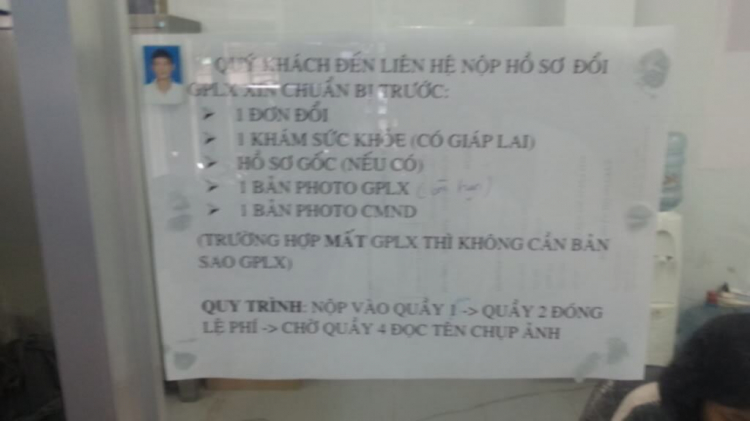 QUÝ KHÁCH ĐẾN LIÊN HỆ NỘP HỒ SƠ ĐỔI
GPLX XIN CHUẨN BỊ TRƯỚC:
➢ 1 ĐƠN ĐỔI
➢ 1 KHÁM SỨC KHỎE (CÓ GIÁP LAI)
➢ HỒ SƠ GỐC (NẾU CÓ)
➢ 1 BẢN PHOTO GPLX
➢ 1 BẢN PHOTO CMND
(TRƯỜNG HỢP MẤT GPLX THÌ KHÔNG CẦN BẢN
SAO GPLX)
QUY TRÌNH: NỘP VÀO QUẦY 1 -> QUẦY 2 ĐÓNG
LỆ PHÍ -> CHỜ QUẦY 4 ĐỌC TÊN CHỤP ẢNH